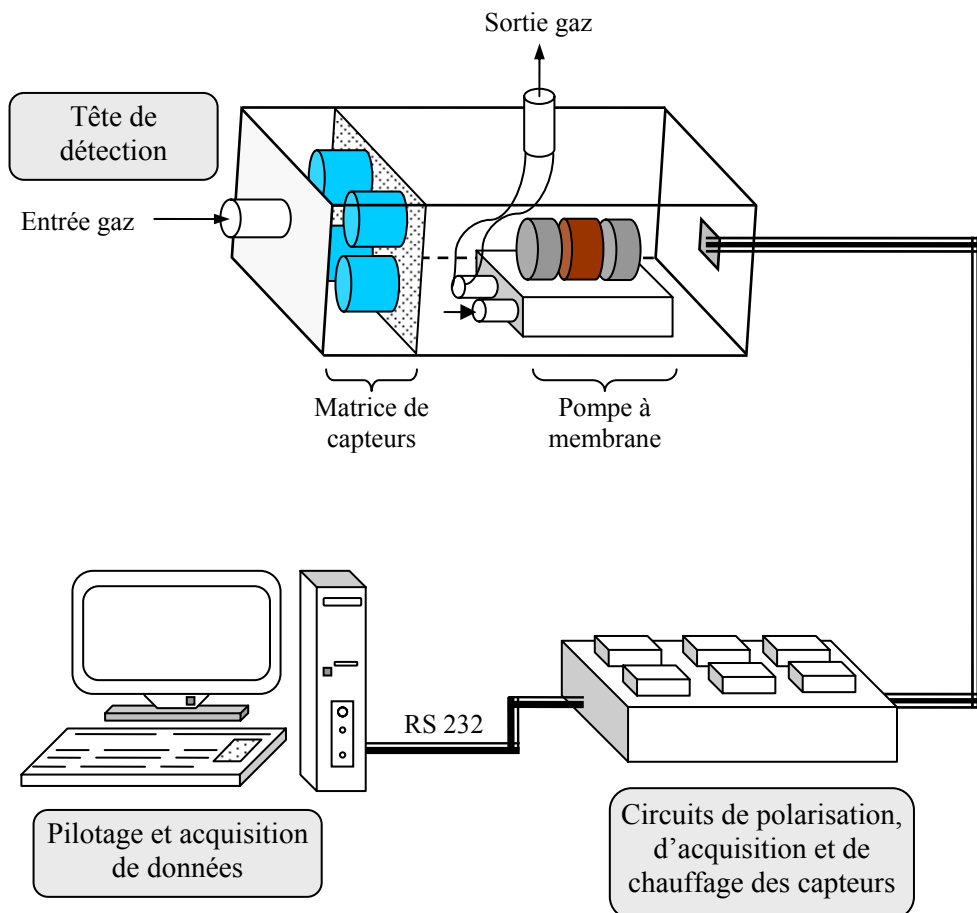 Sortie gaz
Tête de
détection
Entrée gaz
Matrice de
capteurs
Pompe à
membrane
RS 232
Pilotage et acquisition
de données
Circuits de polarisation,
d’acquisition et de
chauffage des capteurs